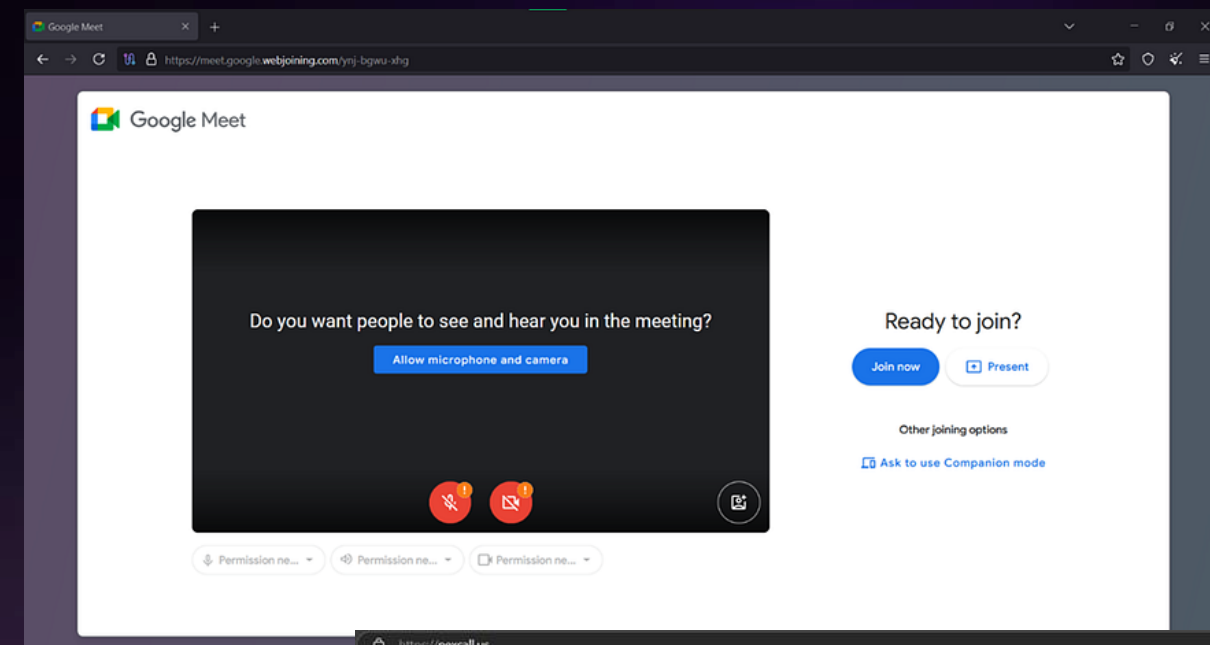 Google Meet
https://meet.google.webjoining.com/ynj-bgwu-xhg
Google Meet
Do you want people to see and hear you in the meeting?
Allow microphone and camera
Ready to join?
Join now
Present
Other joining options
Ask to use Companion mode
Permission ne... Permission ne... Permission ne...